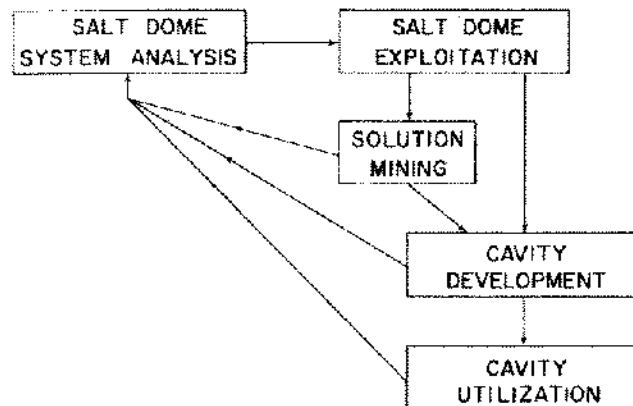 SALT DOME
SYSTEM ANALYSIS
SALT DOME
EXPLOITATION
SOLUTION
MINING
CAVITY
DEVELOPMENT
CAVITY
UTILIZATION